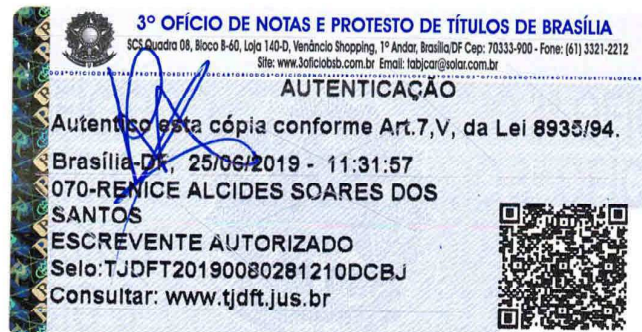 3º OFÍCIO DE NOTAS E PROTESTO DE TÍTULOS DE BRASÍLIA
SCS Quadra 08, Bloco B-60, Loja 140-D, Venâncio Shopping, 1º Andar, Brasília/DF Cep: 70333-900 - Fone: (61) 3321-2212
Site: www.3oficiobsb.com.br Email: tabjcar@solar.com.br
AUTENTICAÇÃO
Autentico esta cópia conforme Art.7,V, da Lei 8935/94.
Brasília-DF, 25/06/2019 - 11:31:57
070-RENICE ALCIDES SOARES DOS
SANTOS
ESCREVENTE AUTORIZADO
Selo:TJDFT20190080281210DCBJ
Consultar: www.tjdft.jus.br